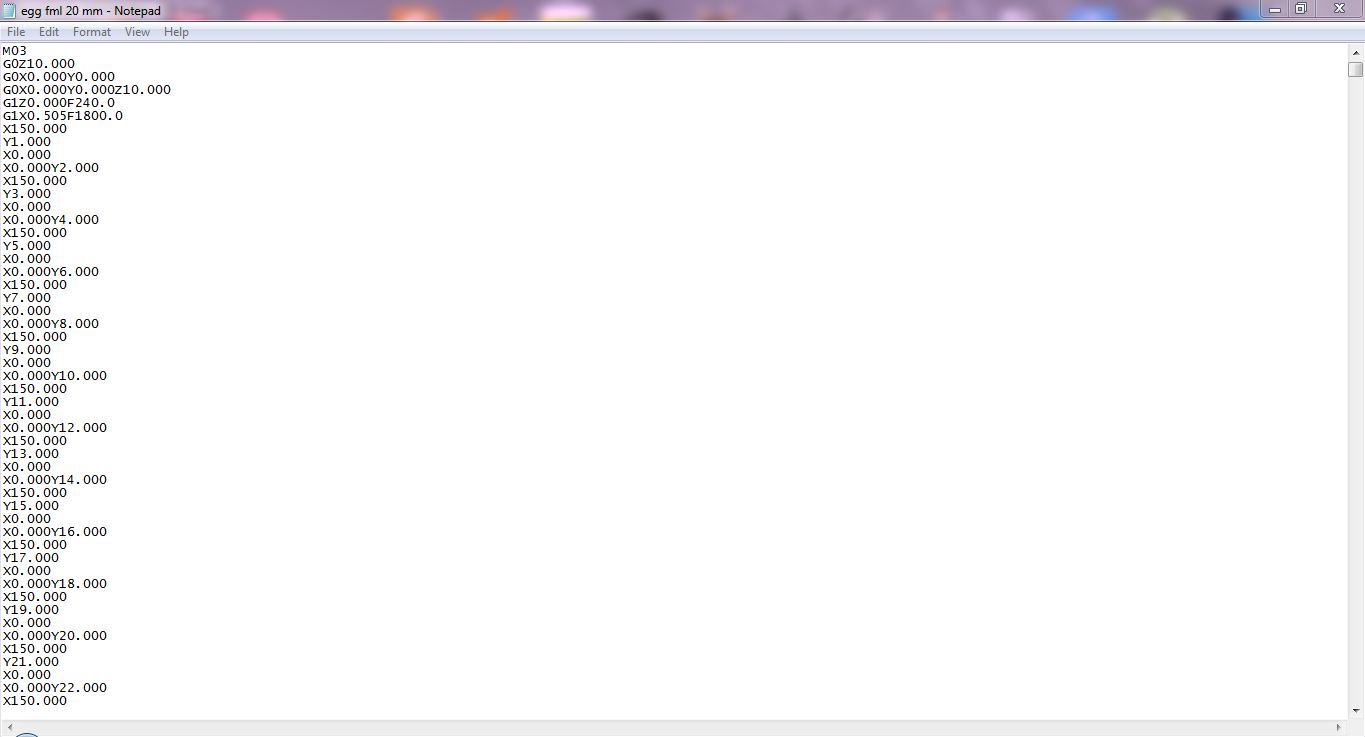 egg fml 20 mm - Notepad
File Edit Format View Help
M03
G0Z10.000
G0X0.000Y0.000
G0X0.000Y0.000Z10.000
G1Z0.000F240.0
G1X0.505F1800.0
X150.000
Y1.000
X0.000
X0.000Y2.000
X150.000
Y3.000
X0.000
X0.000Y4.000
X150.000
Y5.000
X0.000
X0.000Y6.000
X150.000
Y7.000
X0.000
X0.000Y8.000
X150.000
Y9.000
X0.000
X0.000Y10.000
X150.000
Y11.000
X0.000
X0.000Y12.000
X150.000
Y13.000
X0.000
X0.000Y14.000
X150.000
Y15.000
X0.000
X0.000Y16.000
X150.000
Y17.000
X0.000
X0.000Y18.000
X150.000
Y19.000
X0.000
X0.000Y20.000
X150.000
Y21.000
X0.000
X0.000Y22.000
X150.000